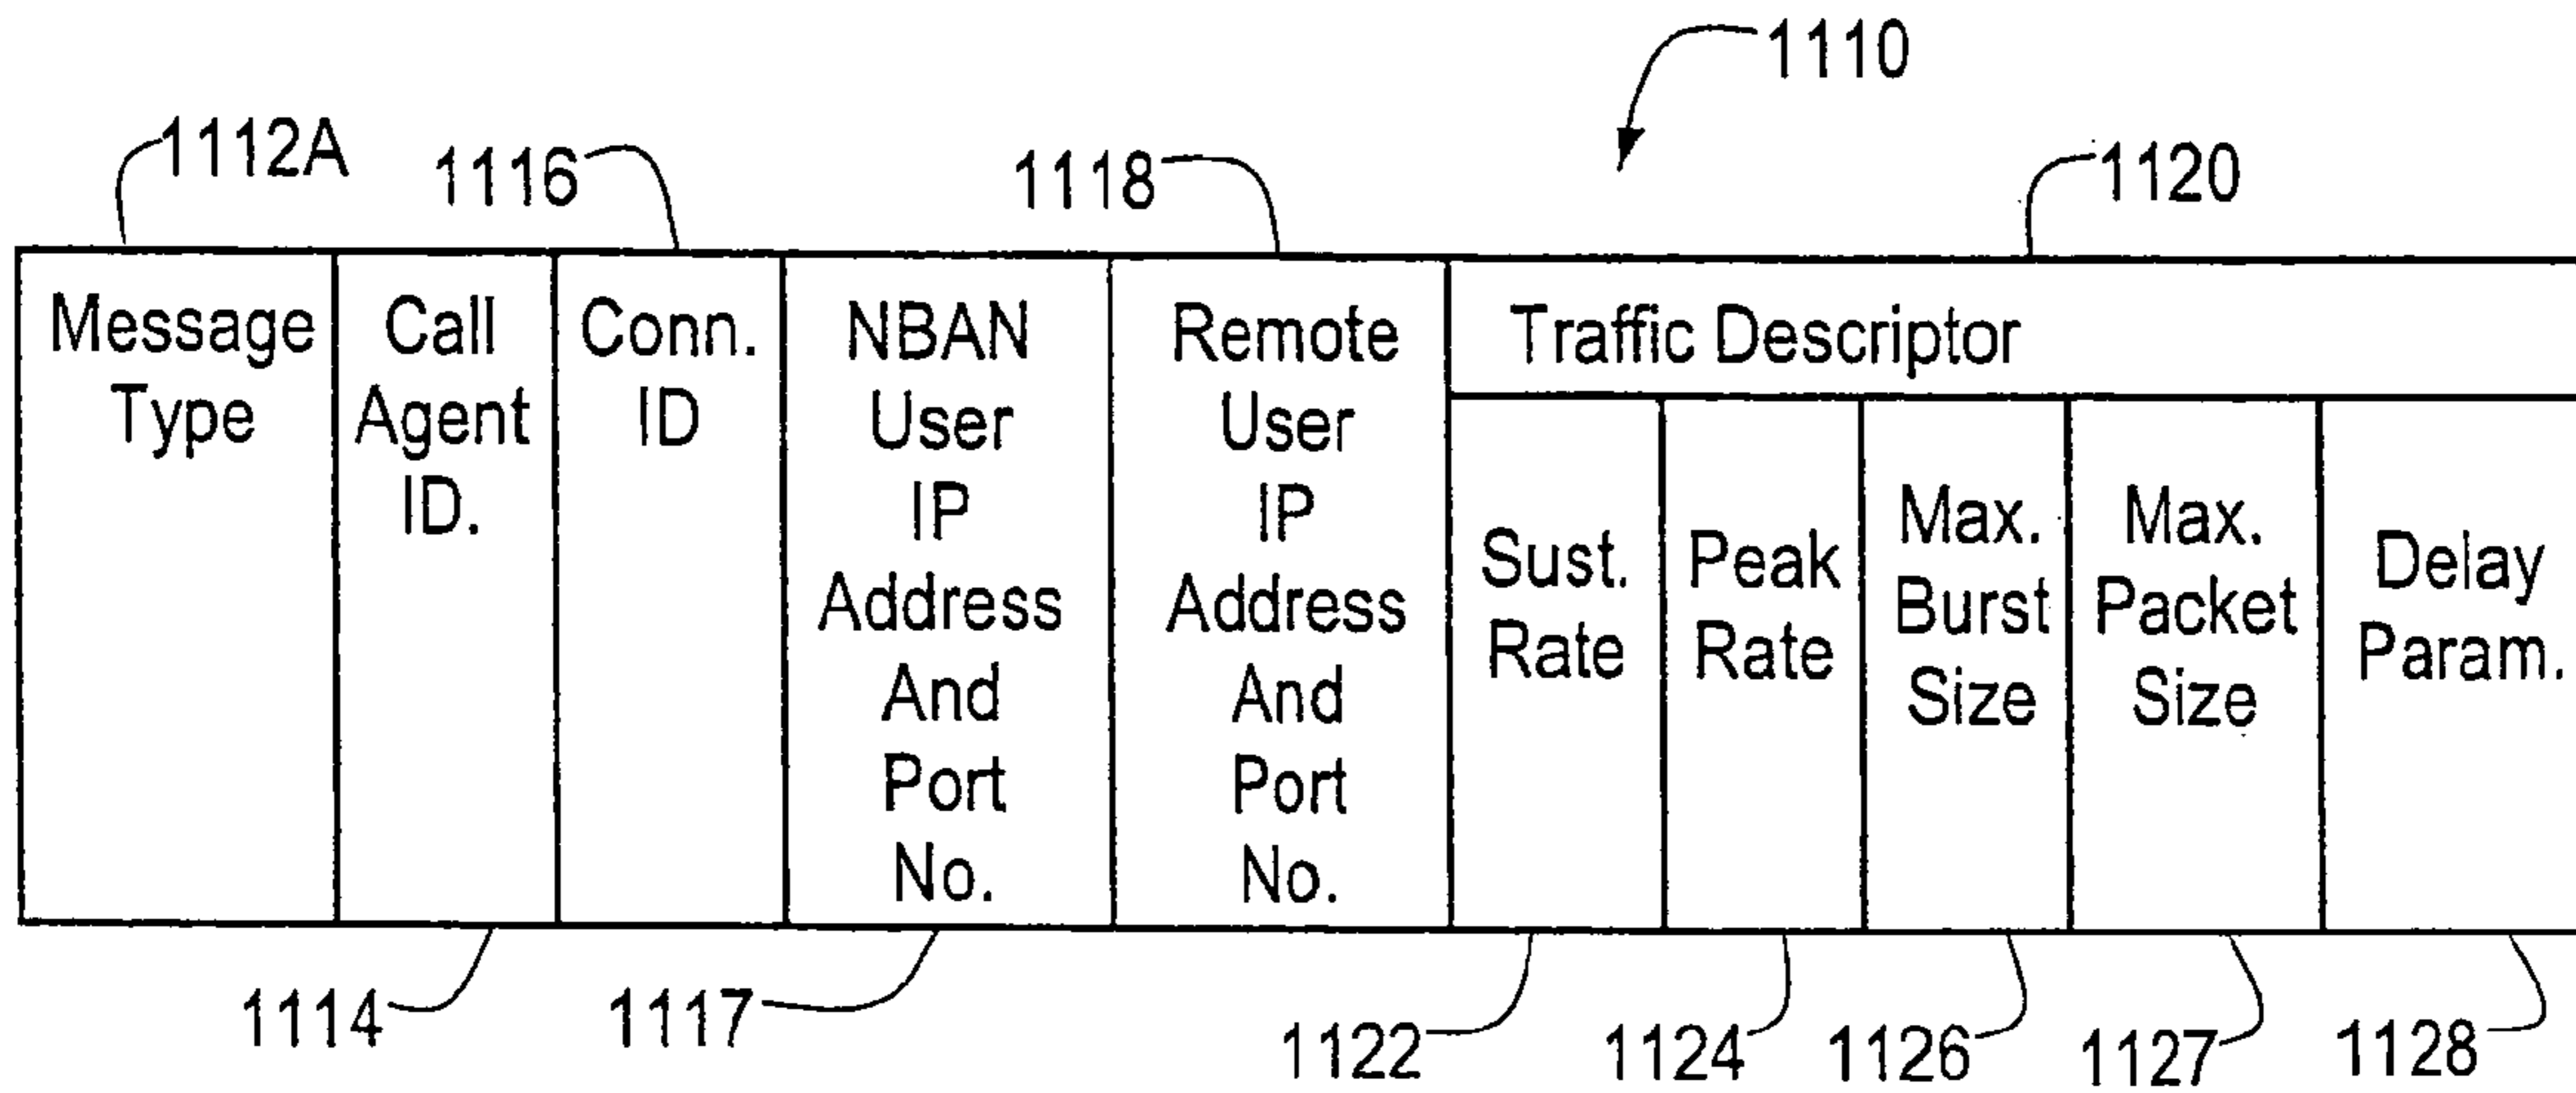 1110
1112A
1116
1118
1120
Message
Type
Call
Agent
ID.
Conn.
ID
NBAN
User
IP
Address
And
Port
No.
Remote
User
IP
Address
And
Port
No.
Traffic Descriptor
Sust.
Rate
Peak
Rate
Max.
Burst
Size
Max.
Packet
Size
Delay
Param.
1114
1117
1122
1124
1126
1127
1128